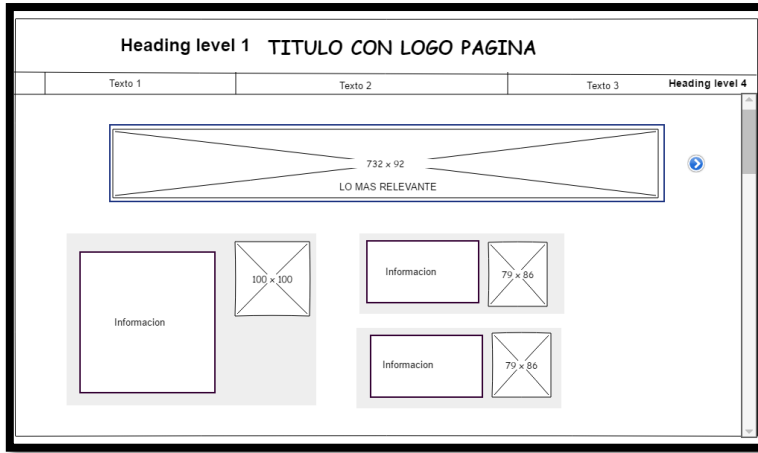 Heading level 1 TITULO CON LOGO PAGINA
Texto 1 Texto 2 Texto 3 Heading level 4
732 x 92
LO MAS RELEVANTE
Informacion
100 x 100
Informacion
79 x 86
Informacion
79 x 86